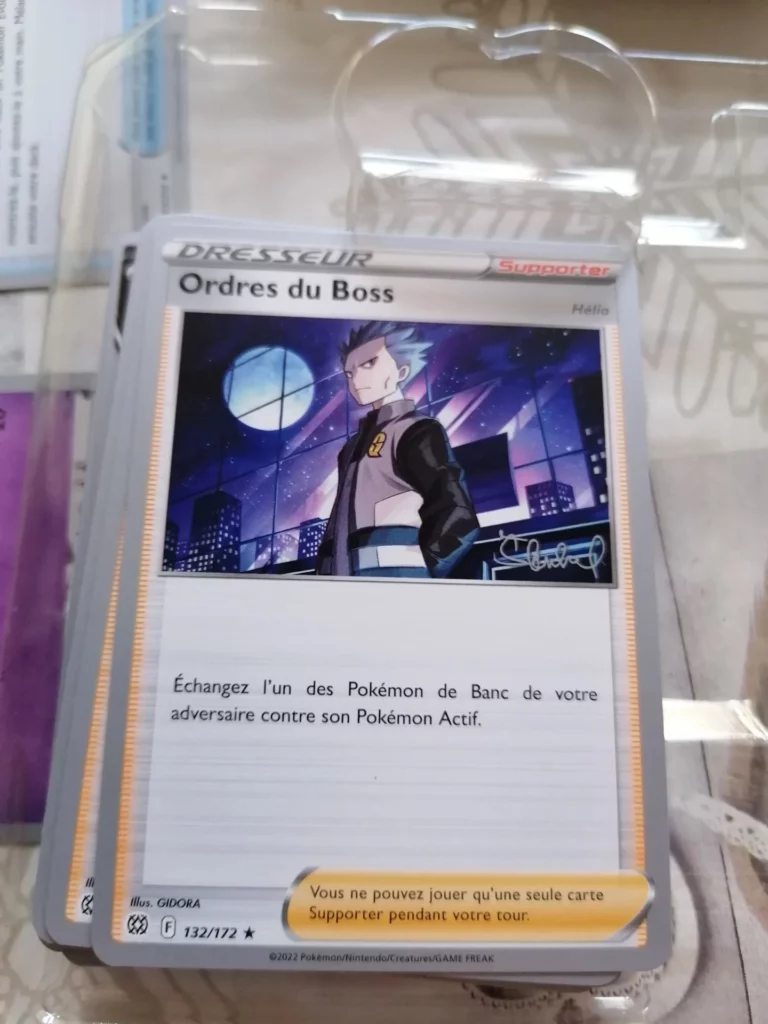 DRESSEUR
Supporter
Ordres du Boss
Hélio
Échangez l'un des Pokémon de Banc de votre
adversaire contre son Pokémon Actif.
Illus. GIDORA
F 132/172 ★
Vous ne pouvez jouer qu'une seule carte
Supporter pendant votre tour.
©2022 Pokémon/Nintendo/Creatures/GAME FREAK